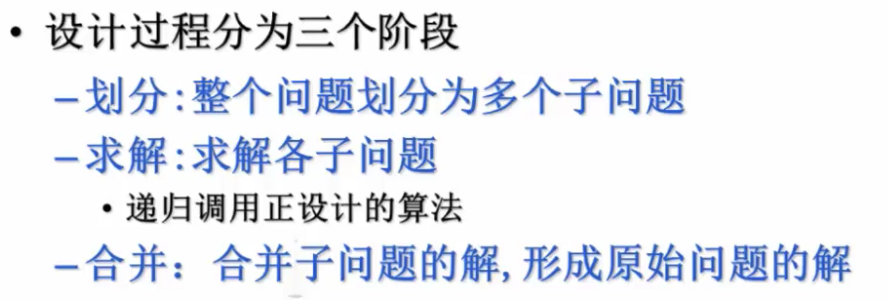 • 设计过程分为三个阶段
–划分:整个问题划分为多个子问题
–求解:求解各子问题
• 递归调用正设计的算法
–合并：合并子问题的解,形成原始问题的解